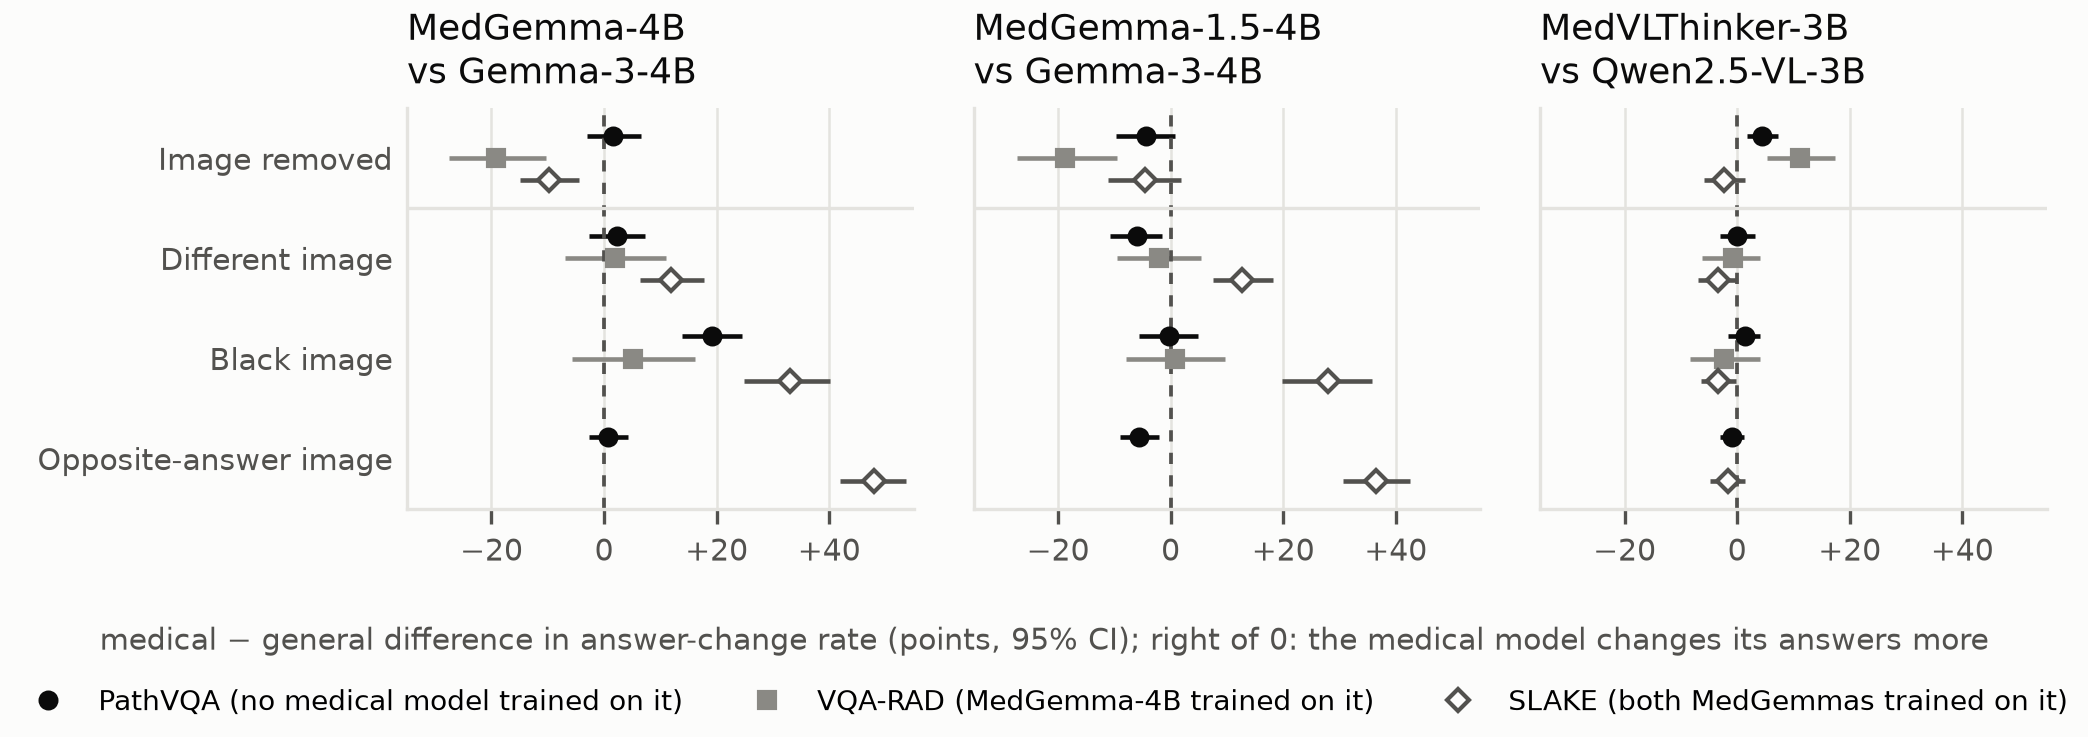 MedGemma-4B
vs Gemma-3-4B
MedGemma-1.5-4B
vs Gemma-3-4B
MedVLThinker-3B
vs Qwen2.5-VL-3B
Image removed
Different image
Black image
Opposite-answer image
−20 0 +20 +40
−20 0 +20 +40
−20 0 +20 +40
medical − general difference in answer-change rate (points, 95% CI); right of 0: the medical model changes its answers more
PathVQA (no medical model trained on it)
VQA-RAD (MedGemma-4B trained on it)
SLAKE (both MedGemmas trained on it)